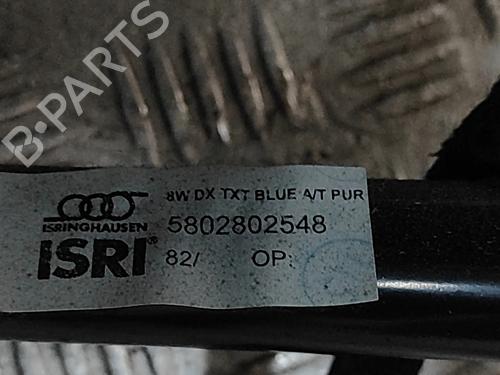 B-PARTS
8W DX TXT BLUE A/T PUR
ISRINGHAUSEN
5802802548
ISRI®
82/ OP: